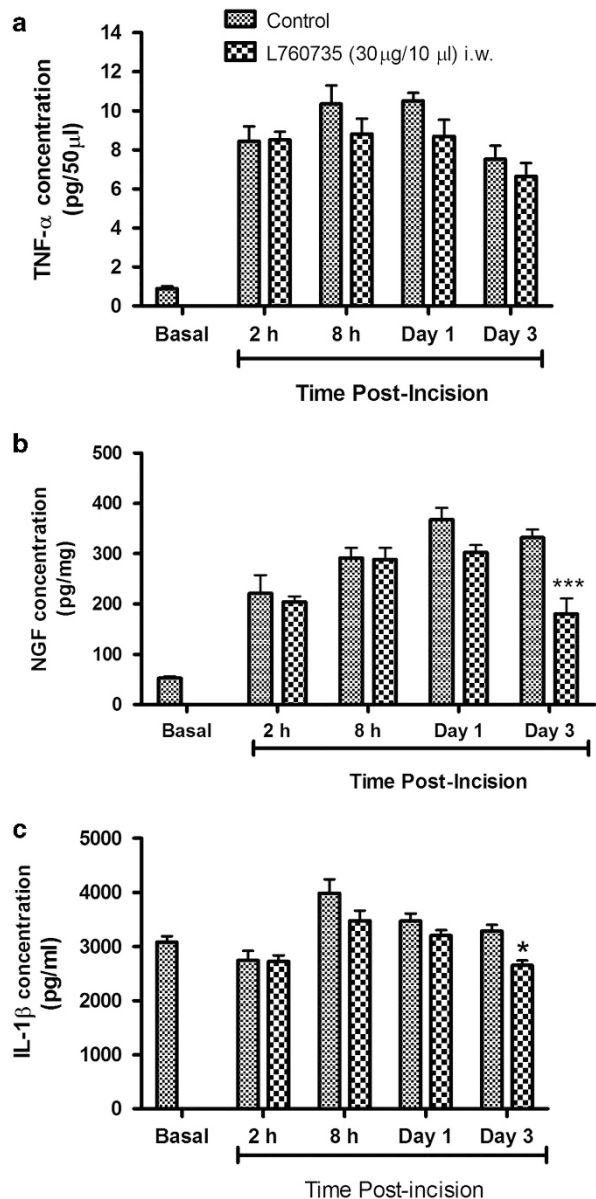 a
Control
L760735 (30µg/10 µl) i.w.
TNF-α concentration
(pg/50µl)
14
12
10
8
6
4
2
0
Basal 2 h 8 h Day 1 Day 3
Time Post-Incision
b
NGF concentration
(pg/mg)
500
400
300
200
100
0
***
Basal 2 h 8 h Day 1 Day 3
Time Post-Incision
c
IL-1β concentration
(pg/ml)
5000
4000
3000
2000
1000
0
*
Basal 2 h 8 h Day 1 Day 3
Time Post-incision